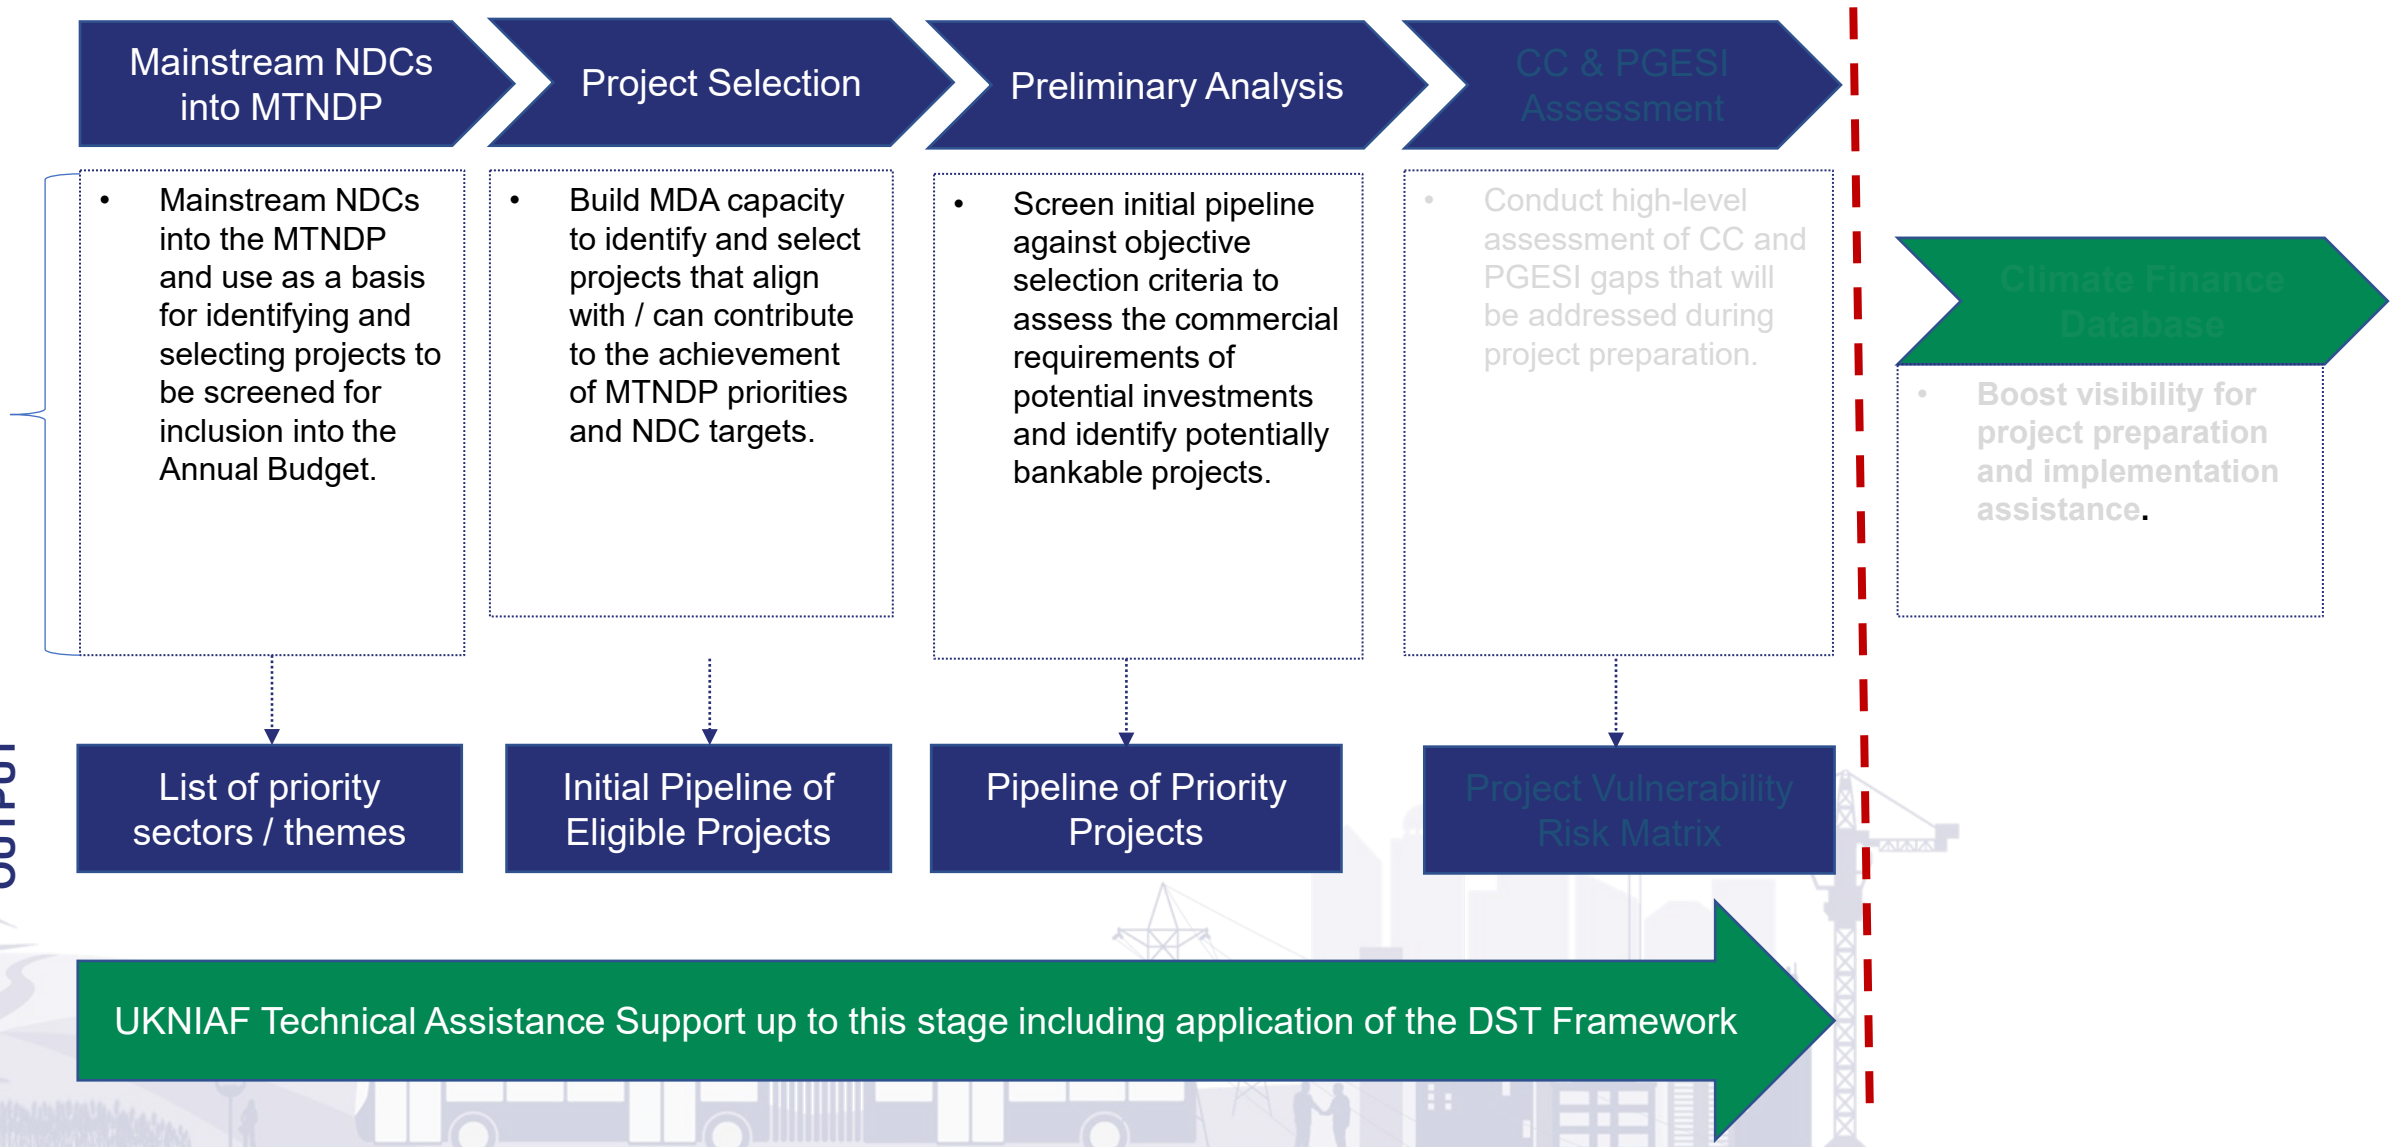 Mainstream NDCs
into MTNDP
Project Selection
Preliminary Analysis
CC & PGESI
Assessment
• Mainstream NDCs
into the MTNDP
and use as a basis
for identifying and
selecting projects to
be screened for
inclusion into the
Annual Budget.
• Build MDA capacity
to identify and select
projects that align
with / can contribute
to the achievement
of MTNDP priorities
and NDC targets.
• Screen initial pipeline
against objective
selection criteria to
assess the commercial
requirements of
potential investments
and identify potentially
bankable projects.
• Conduct high-level
assessment of CC and
PGESI gaps that will
be addressed during
project preparation.
Climate Finance
Database
• Boost visibility for
project preparation
and implementation
assistance.
OUTPUT
List of priority
sectors / themes
Initial Pipeline of
Eligible Projects
Pipeline of Priority
Projects
Project Vulnerability
Risk Matrix
UKNIAF Technical Assistance Support up to this stage including application of the DST Framework